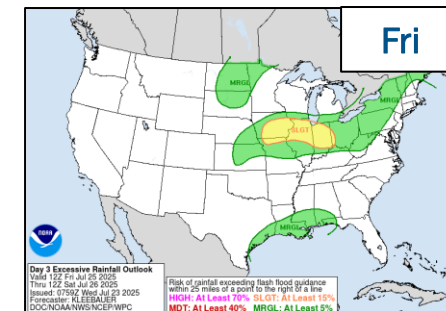 Fri
MRGL
MRGL
SLGT
MRGL
NOAA
Day 3 Excessive Rainfall Outlook
Valid 12Z Fri Jul 25 2025
Thru 12Z Sat Jul 26 2025
Issued: 0759Z Wed Jul 23 2025
Forecaster: KLEEBAUER
DOC/NOAA/NWS/NCEP/WPC
Risk of rainfall exceeding flash flood guidance
within 25 miles of a point to the right of a line
HIGH: At Least 70% SLGT: At Least 15%
MDT: At Least 40% MRGL: At Least 5%